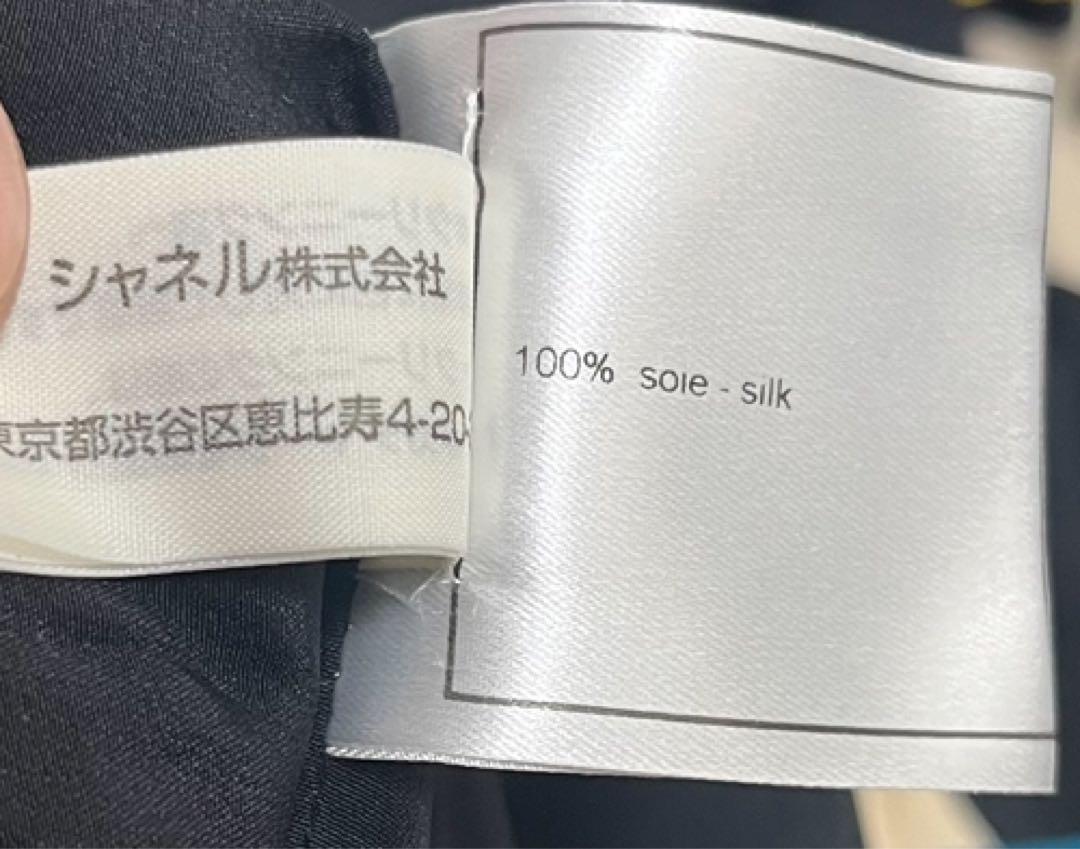 シャネル株式会社
東京都渋谷区恵比寿4-20
100% soie - silk